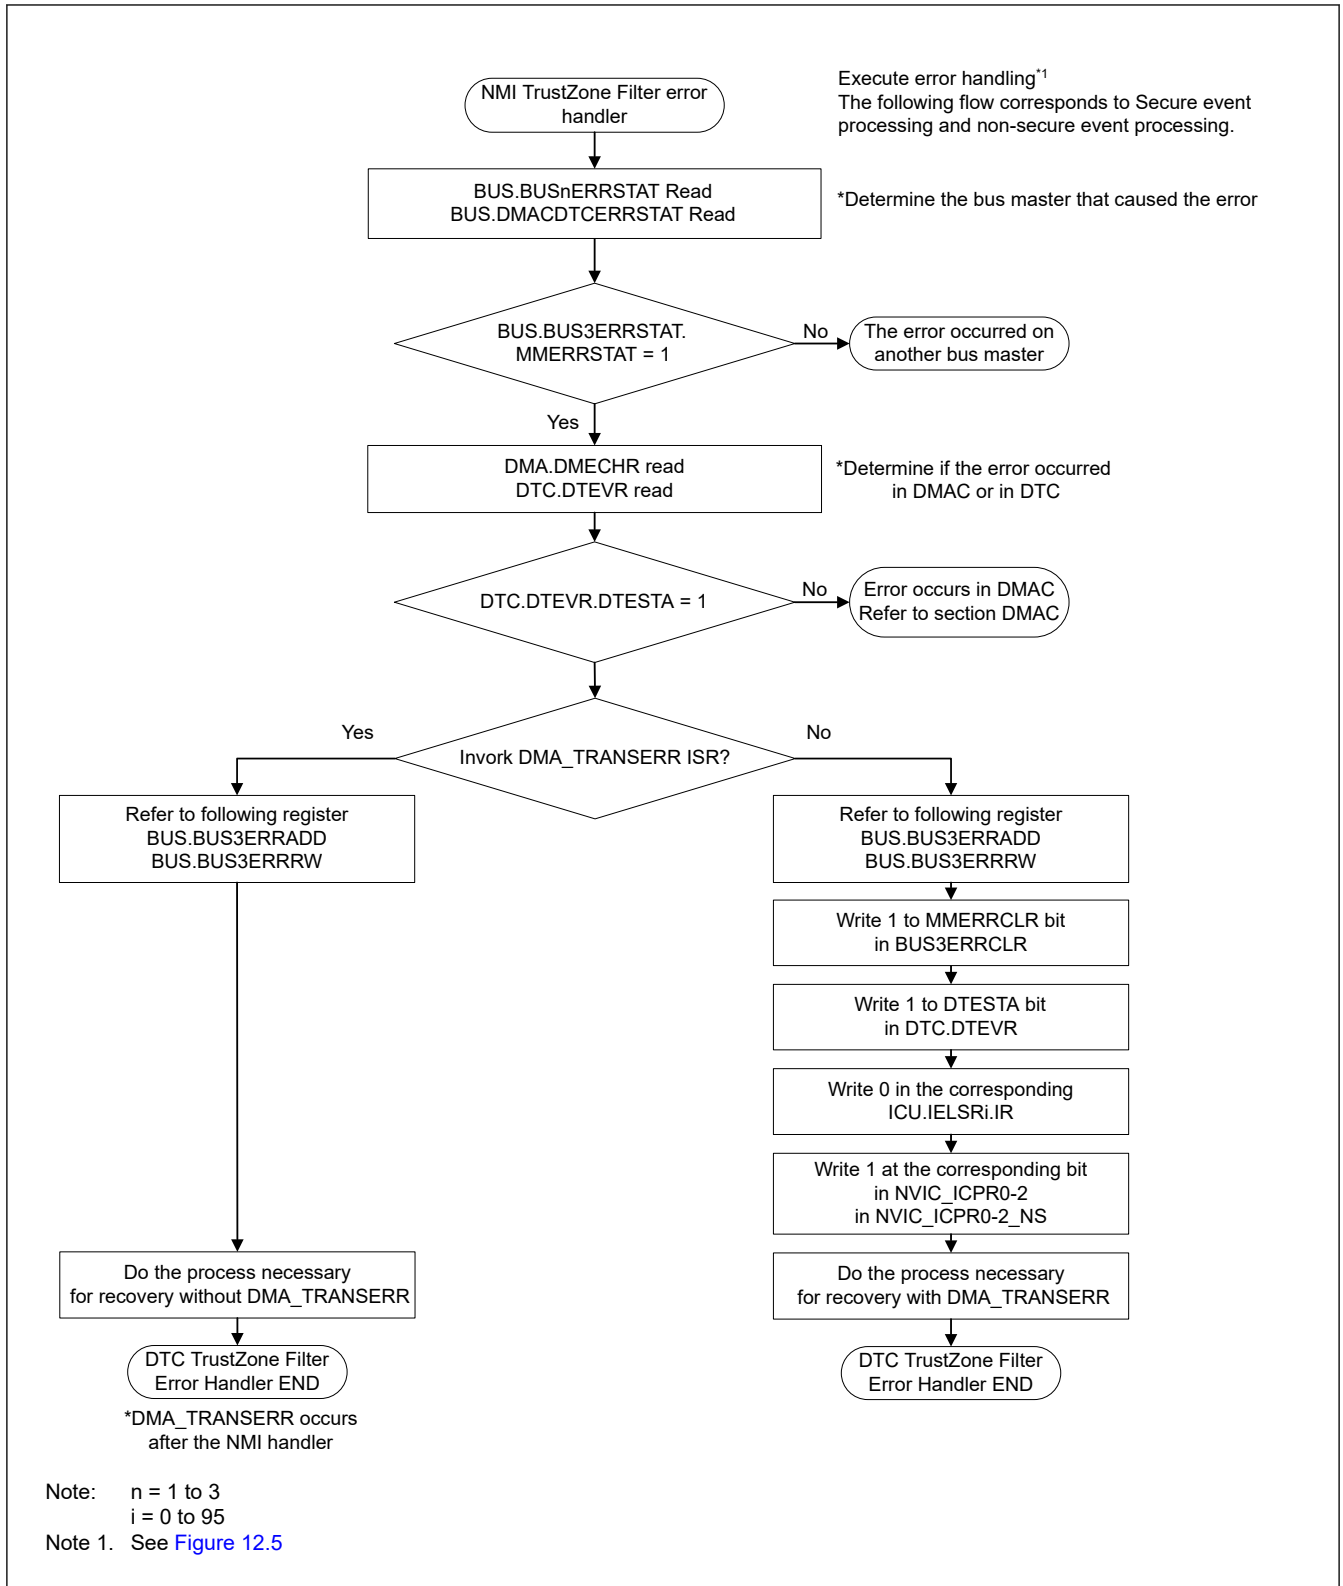 NMI TrustZone Filter error
handler
Execute error handling*1
The following flow corresponds to Secure event
processing and non-secure event processing.
BUS.BUSnERRSTAT Read
BUS.DMACDTCERRSTAT Read
*Determine the bus master that caused the error
BUS.BUS3ERRSTAT.
MMERRSTAT = 1
No
The error occurred on
another bus master
Yes
DMA.DMECHR read
DTC.DTEVR read
*Determine if the error occurred
in DMAC or in DTC
DTC.DTEVR.DTESTA = 1
No
Error occurs in DMAC
Refer to section DMAC
Yes
Invork DMA_TRANSERR ISR?
No
Refer to following register
BUS.BUS3ERRADD
BUS.BUS3ERRRW
Refer to following register
BUS.BUS3ERRADD
BUS.BUS3ERRRW
Write 1 to MMERRCLR bit
in BUS3ERRCLR
Write 1 to DTESTA bit
in DTC.DTEVR
Write 0 in the corresponding
ICU.IELSRi.IR
Write 1 at the corresponding bit
in NVIC_ICPR0-2
in NVIC_ICPR0-2_NS
Do the process necessary
for recovery without DMA_TRANSERR
Do the process necessary
for recovery with DMA_TRANSERR
DTC TrustZone Filter
Error Handler END
DTC TrustZone Filter
Error Handler END
*DMA_TRANSERR occurs
after the NMI handler
Note: n = 1 to 3
i = 0 to 95
Note 1. See Figure 12.5